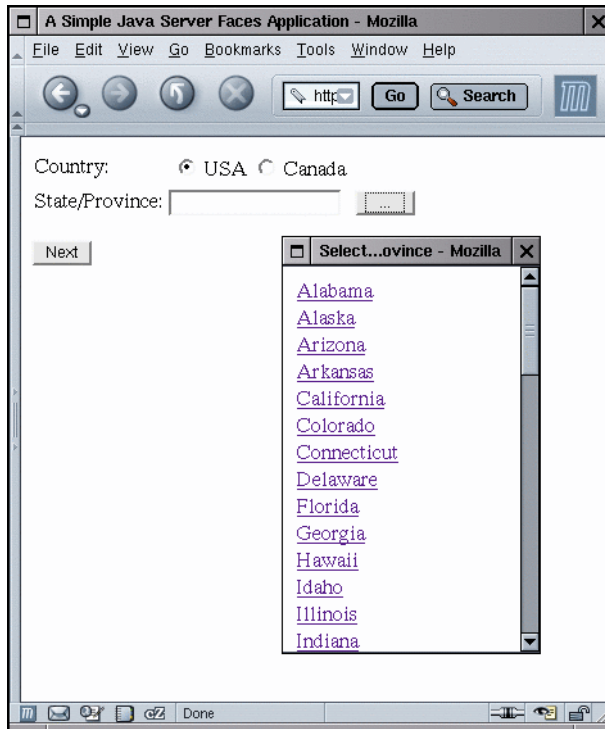 A Simple Java Server Faces Application - Mozilla
File Edit View Go Bookmarks Tools Window Help
http Go Search
Country: USA Canada
State/Province: ...
Next
Select...ovince - Mozilla
Alabama
Alaska
Arizona
Arkansas
California
Colorado
Connecticut
Delaware
Florida
Georgia
Hawaii
Idaho
Illinois
Indiana
Done